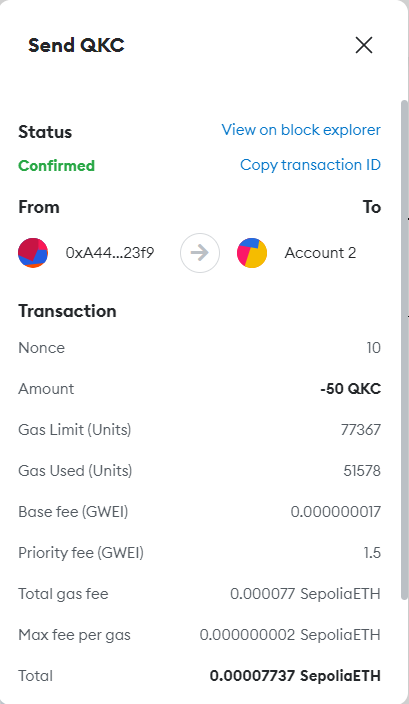 Send QKC
Status View on block explorer
Confirmed Copy transaction ID
From To
0xA44...23f9 Account 2
Transaction
Nonce 10
Amount -50 QKC
Gas Limit (Units) 77367
Gas Used (Units) 51578
Base fee (GWEI) 0.000000017
Priority fee (GWEI) 1.5
Total gas fee 0.000077 SepoliaETH
Max fee per gas 0.000000002 SepoliaETH
Total 0.00007737 SepoliaETH